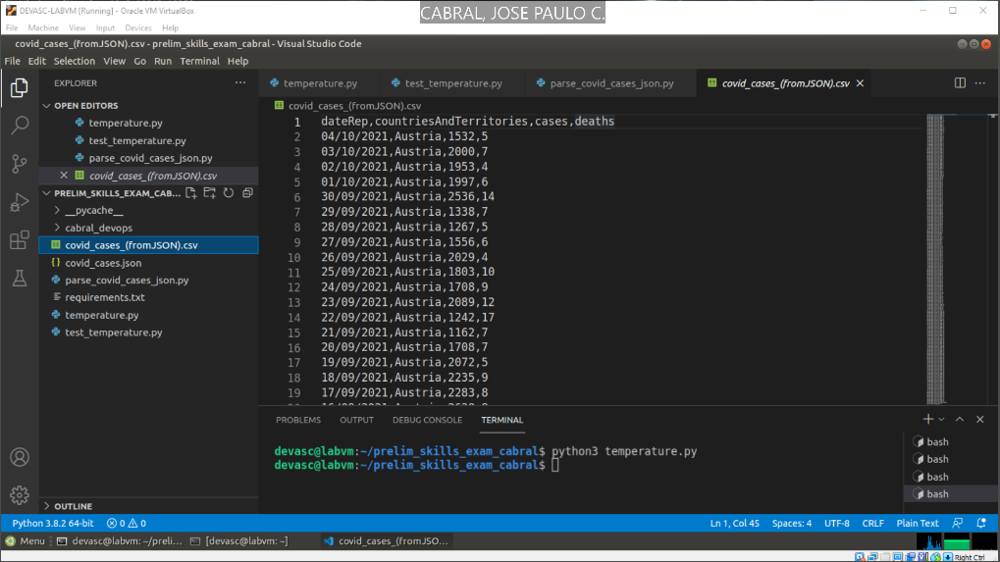 DEVASC-LABVM [Running] - Oracle VM VirtualBox
CABRAL, JOSE PAULO C.
File Machine View Input Devices Help
covid_cases_(fromJSON).csv - prelim_skills_exam_cabral - Visual Studio Code
File Edit Selection View Go Run Terminal Help
EXPLORER
temperature.py test_temperature.py parse_covid_cases_json.py covid_cases_(fromJSON).csv
OPEN EDITORS
temperature.py
test_temperature.py
parse_covid_cases_json.py
covid_cases_(fromJSON).csv
PRELIM_SKILLS_EXAM_CAB...
__pycache__
cabral_devops
covid_cases_(fromJSON).csv
covid_cases.json
parse_covid_cases_json.py
requirements.txt
temperature.py
test_temperature.py
OUTLINE
covid_cases_(fromJSON).csv
1 dateRep,countriesAndTerritories,cases,deaths
2 04/10/2021,Austria,1532,5
3 03/10/2021,Austria,2000,7
4 02/10/2021,Austria,1953,4
5 01/10/2021,Austria,1997,6
6 30/09/2021,Austria,2536,14
7 29/09/2021,Austria,1338,7
8 28/09/2021,Austria,1267,5
9 27/09/2021,Austria,1556,6
10 26/09/2021,Austria,2029,4
11 25/09/2021,Austria,1803,10
12 24/09/2021,Austria,1708,9
13 23/09/2021,Austria,2089,12
14 22/09/2021,Austria,1242,17
15 21/09/2021,Austria,1162,7
16 20/09/2021,Austria,1708,7
17 19/09/2021,Austria,2072,5
18 18/09/2021,Austria,2235,9
19 17/09/2021,Austria,2283,8
PROBLEMS OUTPUT DEBUG CONSOLE TERMINAL
devasc@labvm:~/prelim_skills_exam_cabral$ python3 temperature.py
devasc@labvm:~/prelim_skills_exam_cabral$
bash
bash
bash
bash
Python 3.8.2 64-bit 0 0 Ln 1, Col 45 Spaces: 4 UTF-8 CRLF Plain Text
Menu devasc@labvm: ~/preli... [devasc@labvm: ~] covid_cases_(fromJSO...
Right Ctrl